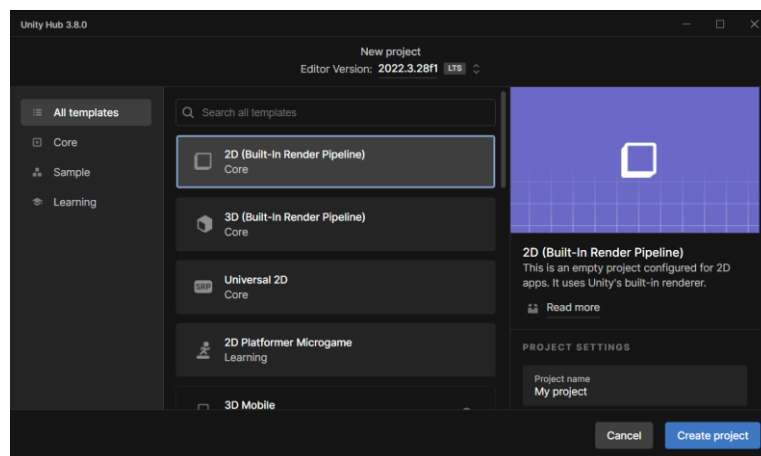 Unity Hub 3.8.0
New project
Editor Version: 2022.3.28f1 LTS
All templates
Core
Sample
Learning
Search all templates
2D (Built-In Render Pipeline)
Core
3D (Built-In Render Pipeline)
Core
SRP
Universal 2D
Core
2D Platformer Microgame
Learning
3D Mobile
2D (Built-In Render Pipeline)
This is an empty project configured for 2D
apps. It uses Unity's built-in renderer.
Read more
PROJECT SETTINGS
Project name
My project
Cancel
Create project